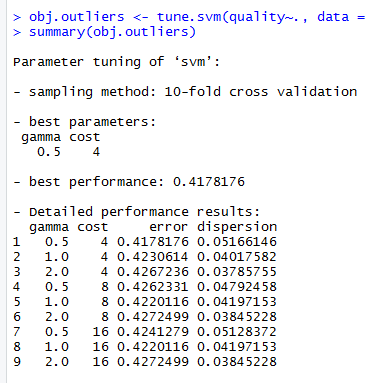 > obj.outliers <- tune.svm(quality~., data =
> summary(obj.outliers)
Parameter tuning of ‘svm’:
- sampling method: 10-fold cross validation
- best parameters:
gamma cost
0.5 4
- best performance: 0.4178176
- Detailed performance results:
gamma cost error dispersion
1 0.5 4 0.4178176 0.05166146
2 1.0 4 0.4230614 0.04017582
3 2.0 4 0.4267236 0.03785755
4 0.5 8 0.4262331 0.04792458
5 1.0 8 0.4220116 0.04197153
6 2.0 8 0.4272499 0.03845228
7 0.5 16 0.4241279 0.05128372
8 1.0 16 0.4220116 0.04197153
9 2.0 16 0.4272499 0.03845228